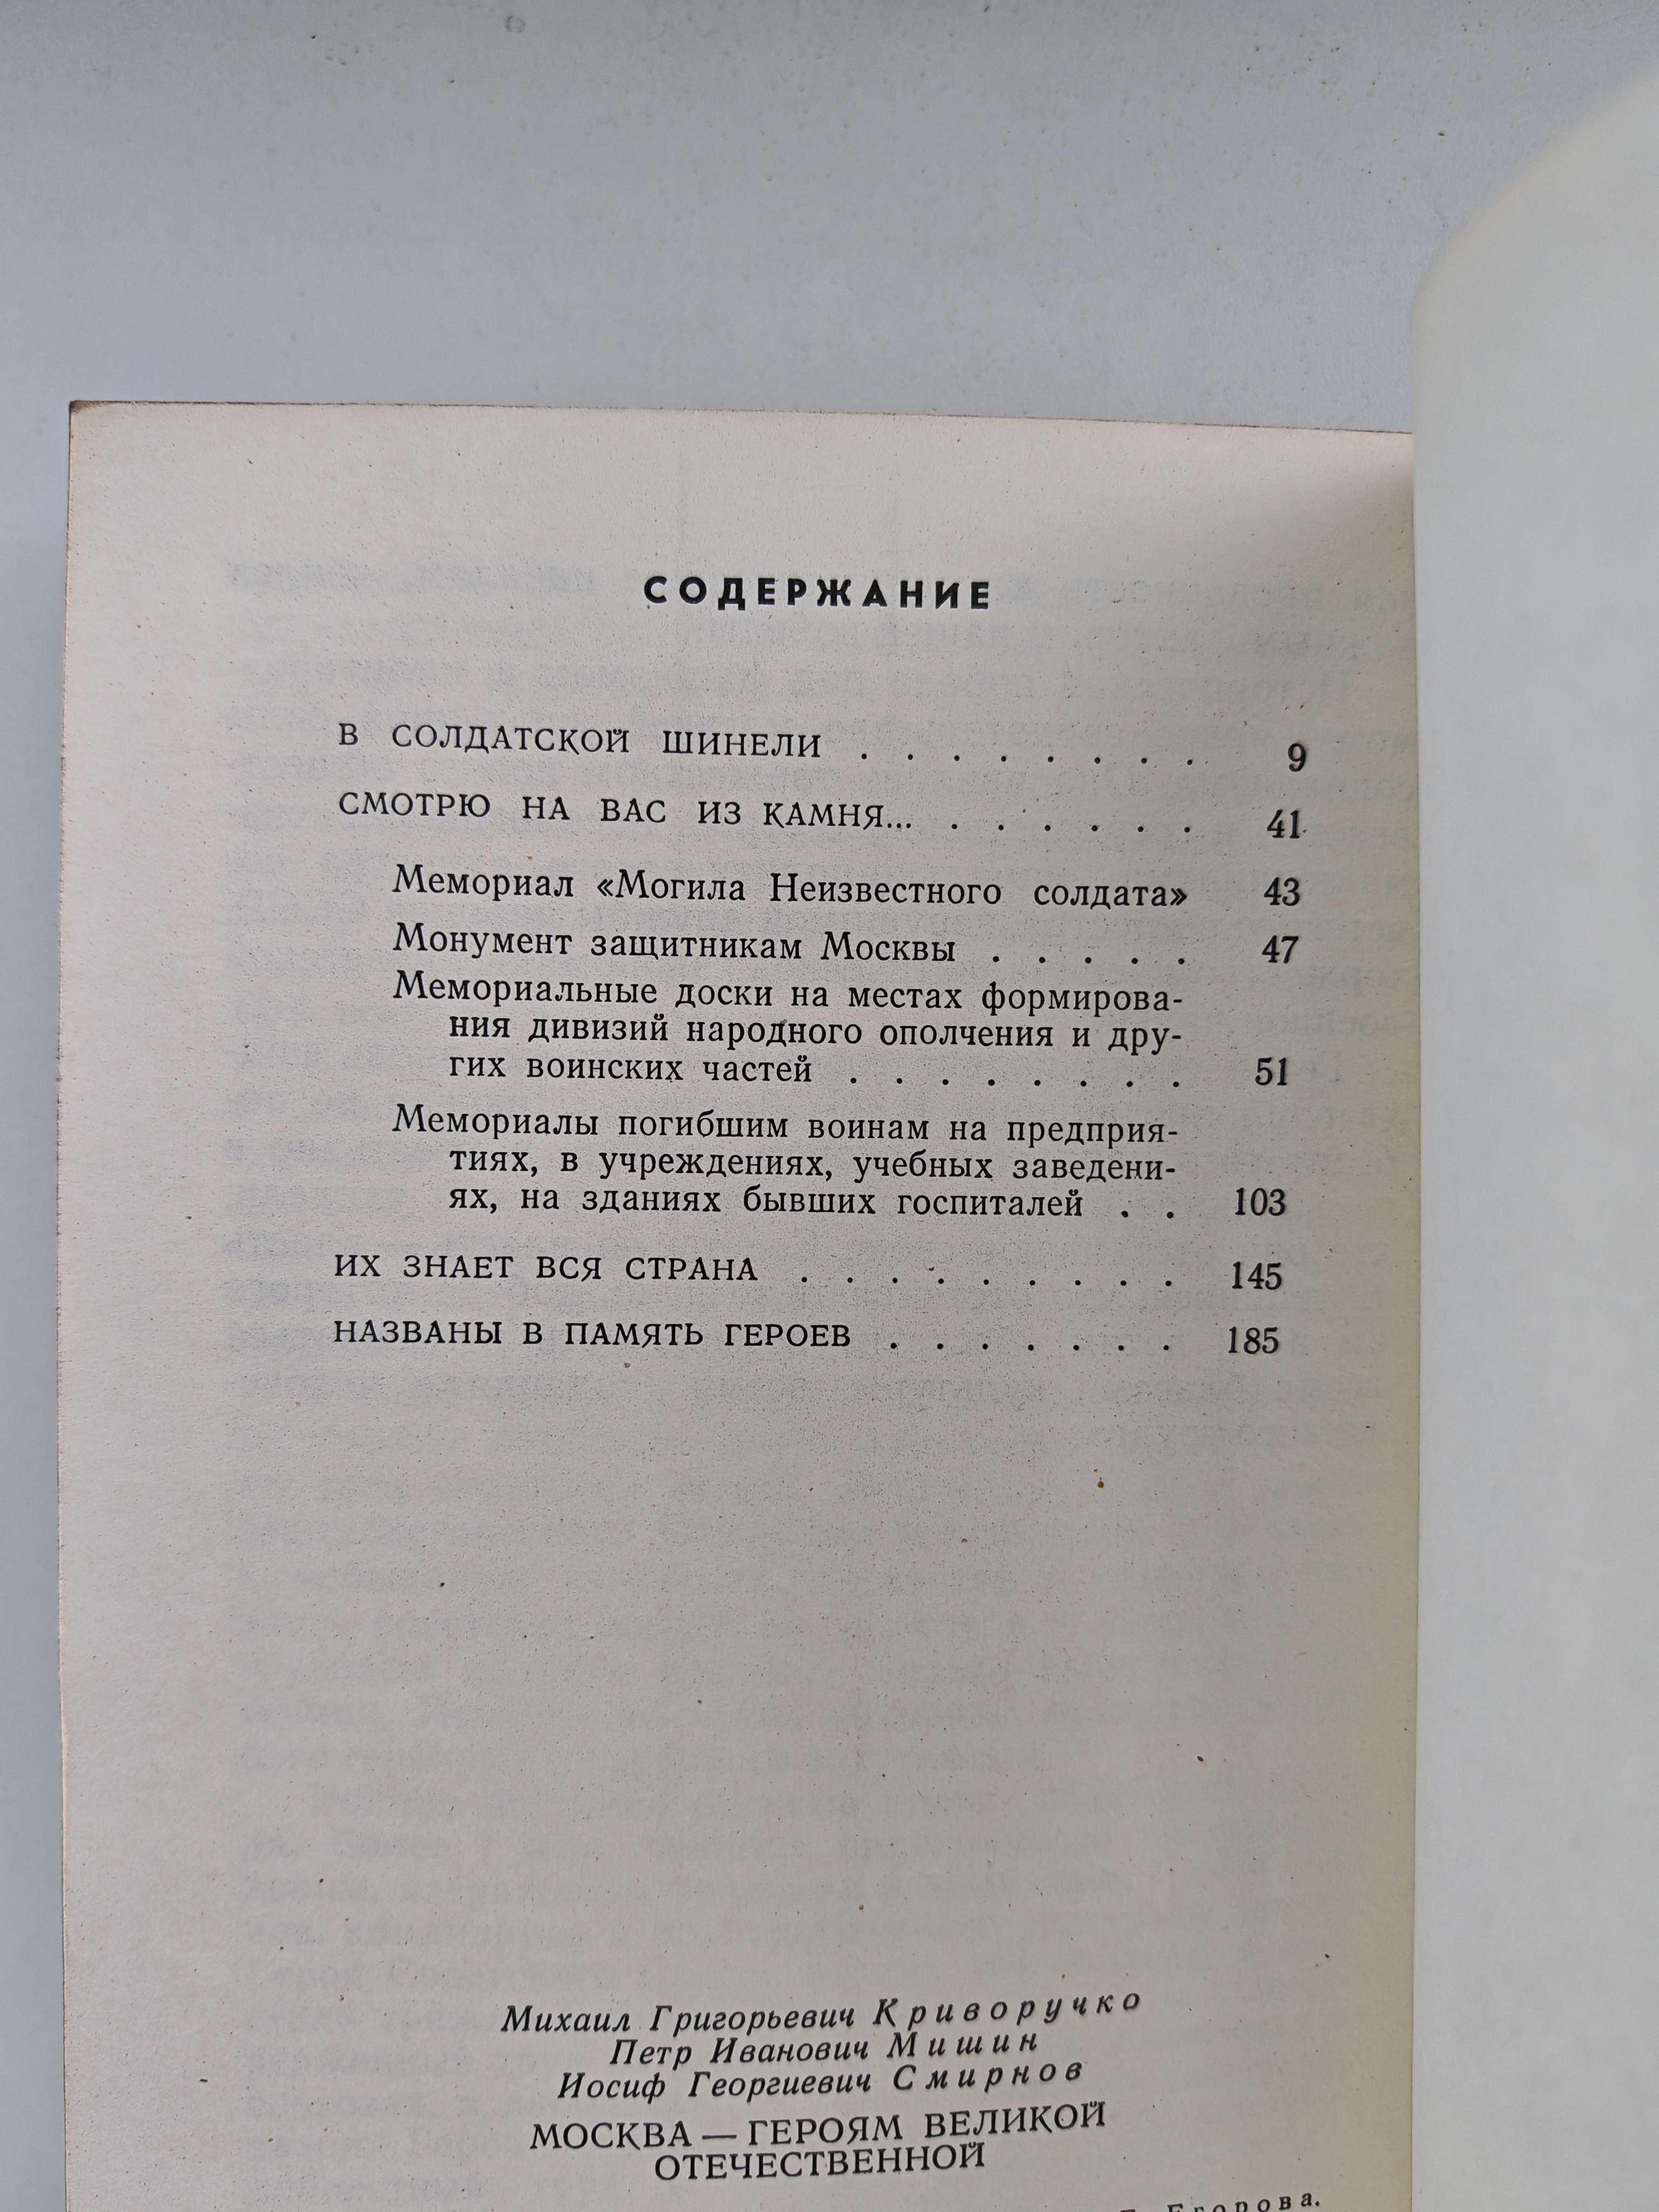 СОДЕРЖАНИЕ
В СОЛДАТСКОЙ ШИНЕЛИ . . . . . . . . 9
СМОТРЮ НА ВАС ИЗ КАМНЯ... . . . . . . 41
Мемориал «Могила Неизвестного солдата» 43
Монумент защитникам Москвы . . . . . 47
Мемориальные доски на местах формирова-
ния дивизий народного ополчения и дру-
гих воинских частей . . . . . . . . 51
Мемориалы погибшим воинам на предприя-
тиях, в учреждениях, учебных заведени-
ях, на зданиях бывших госпиталей . . 103
ИХ ЗНАЕТ ВСЯ СТРАНА . . . . . . . . . 145
НАЗВАНЫ В ПАМЯТЬ ГЕРОЕВ . . . . . . . 185
Михаил Григорьевич Криворучко
Петр Иванович Мишин
Иосиф Георгиевич Смирнов
МОСКВА — ГЕРОЯМ ВЕЛИКОЙ
ОТЕЧЕСТВЕННОЙ
Егорова.